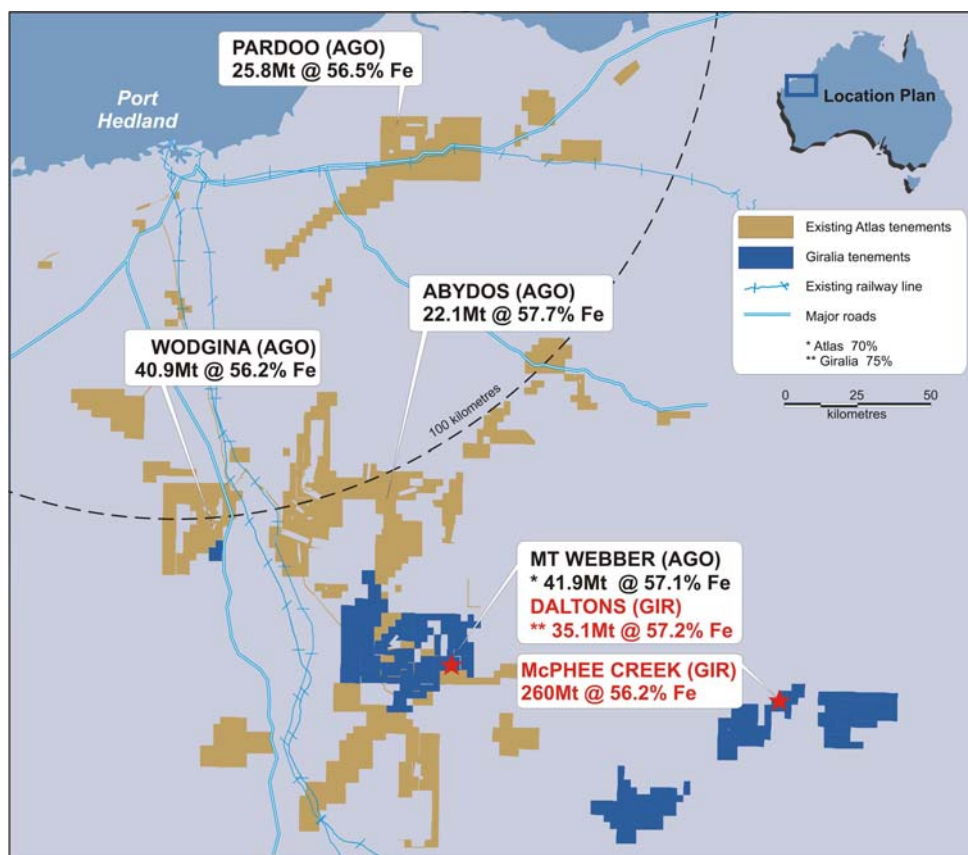 PARDOO (AGO)
25.8Mt @ 56.5% Fe
Port
Hedland
Location Plan
Existing Atlas tenements
Giralia tenements
Existing railway line
Major roads
* Atlas 70%
** Giralia 75%
0 25 50
kilometres
ABYDOS (AGO)
22.1Mt @ 57.7% Fe
WODGINA (AGO)
40.9Mt @ 56.2% Fe
100 kilometres
MT WEBBER (AGO)
* 41.9Mt @ 57.1% Fe
DALTONS (GIR)
** 35.1Mt @ 57.2% Fe
McPHEE CREEK (GIR)
260Mt @ 56.2% Fe